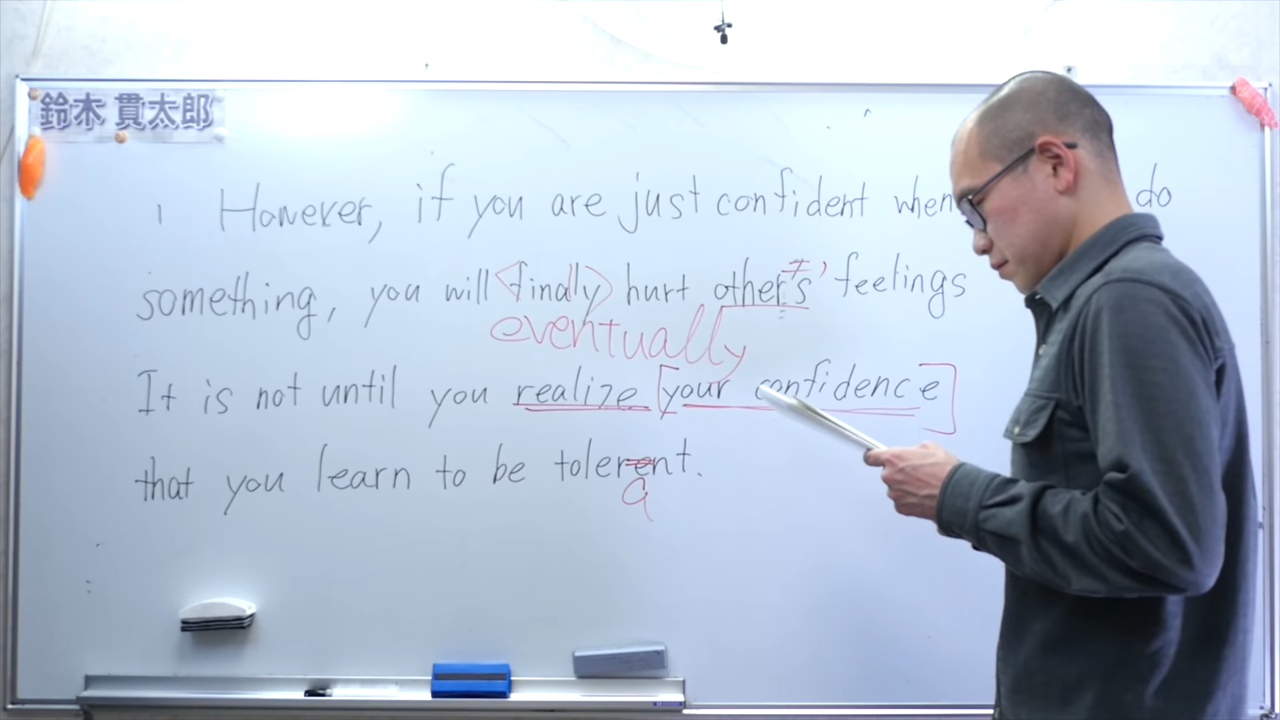 鈴木 貫太郎
1 However, if you are just confident when do
something, you will <finally> hurt other's' feelings
eventually
It is not until you realize [your confidence]
that you learn to be tolerent.
a